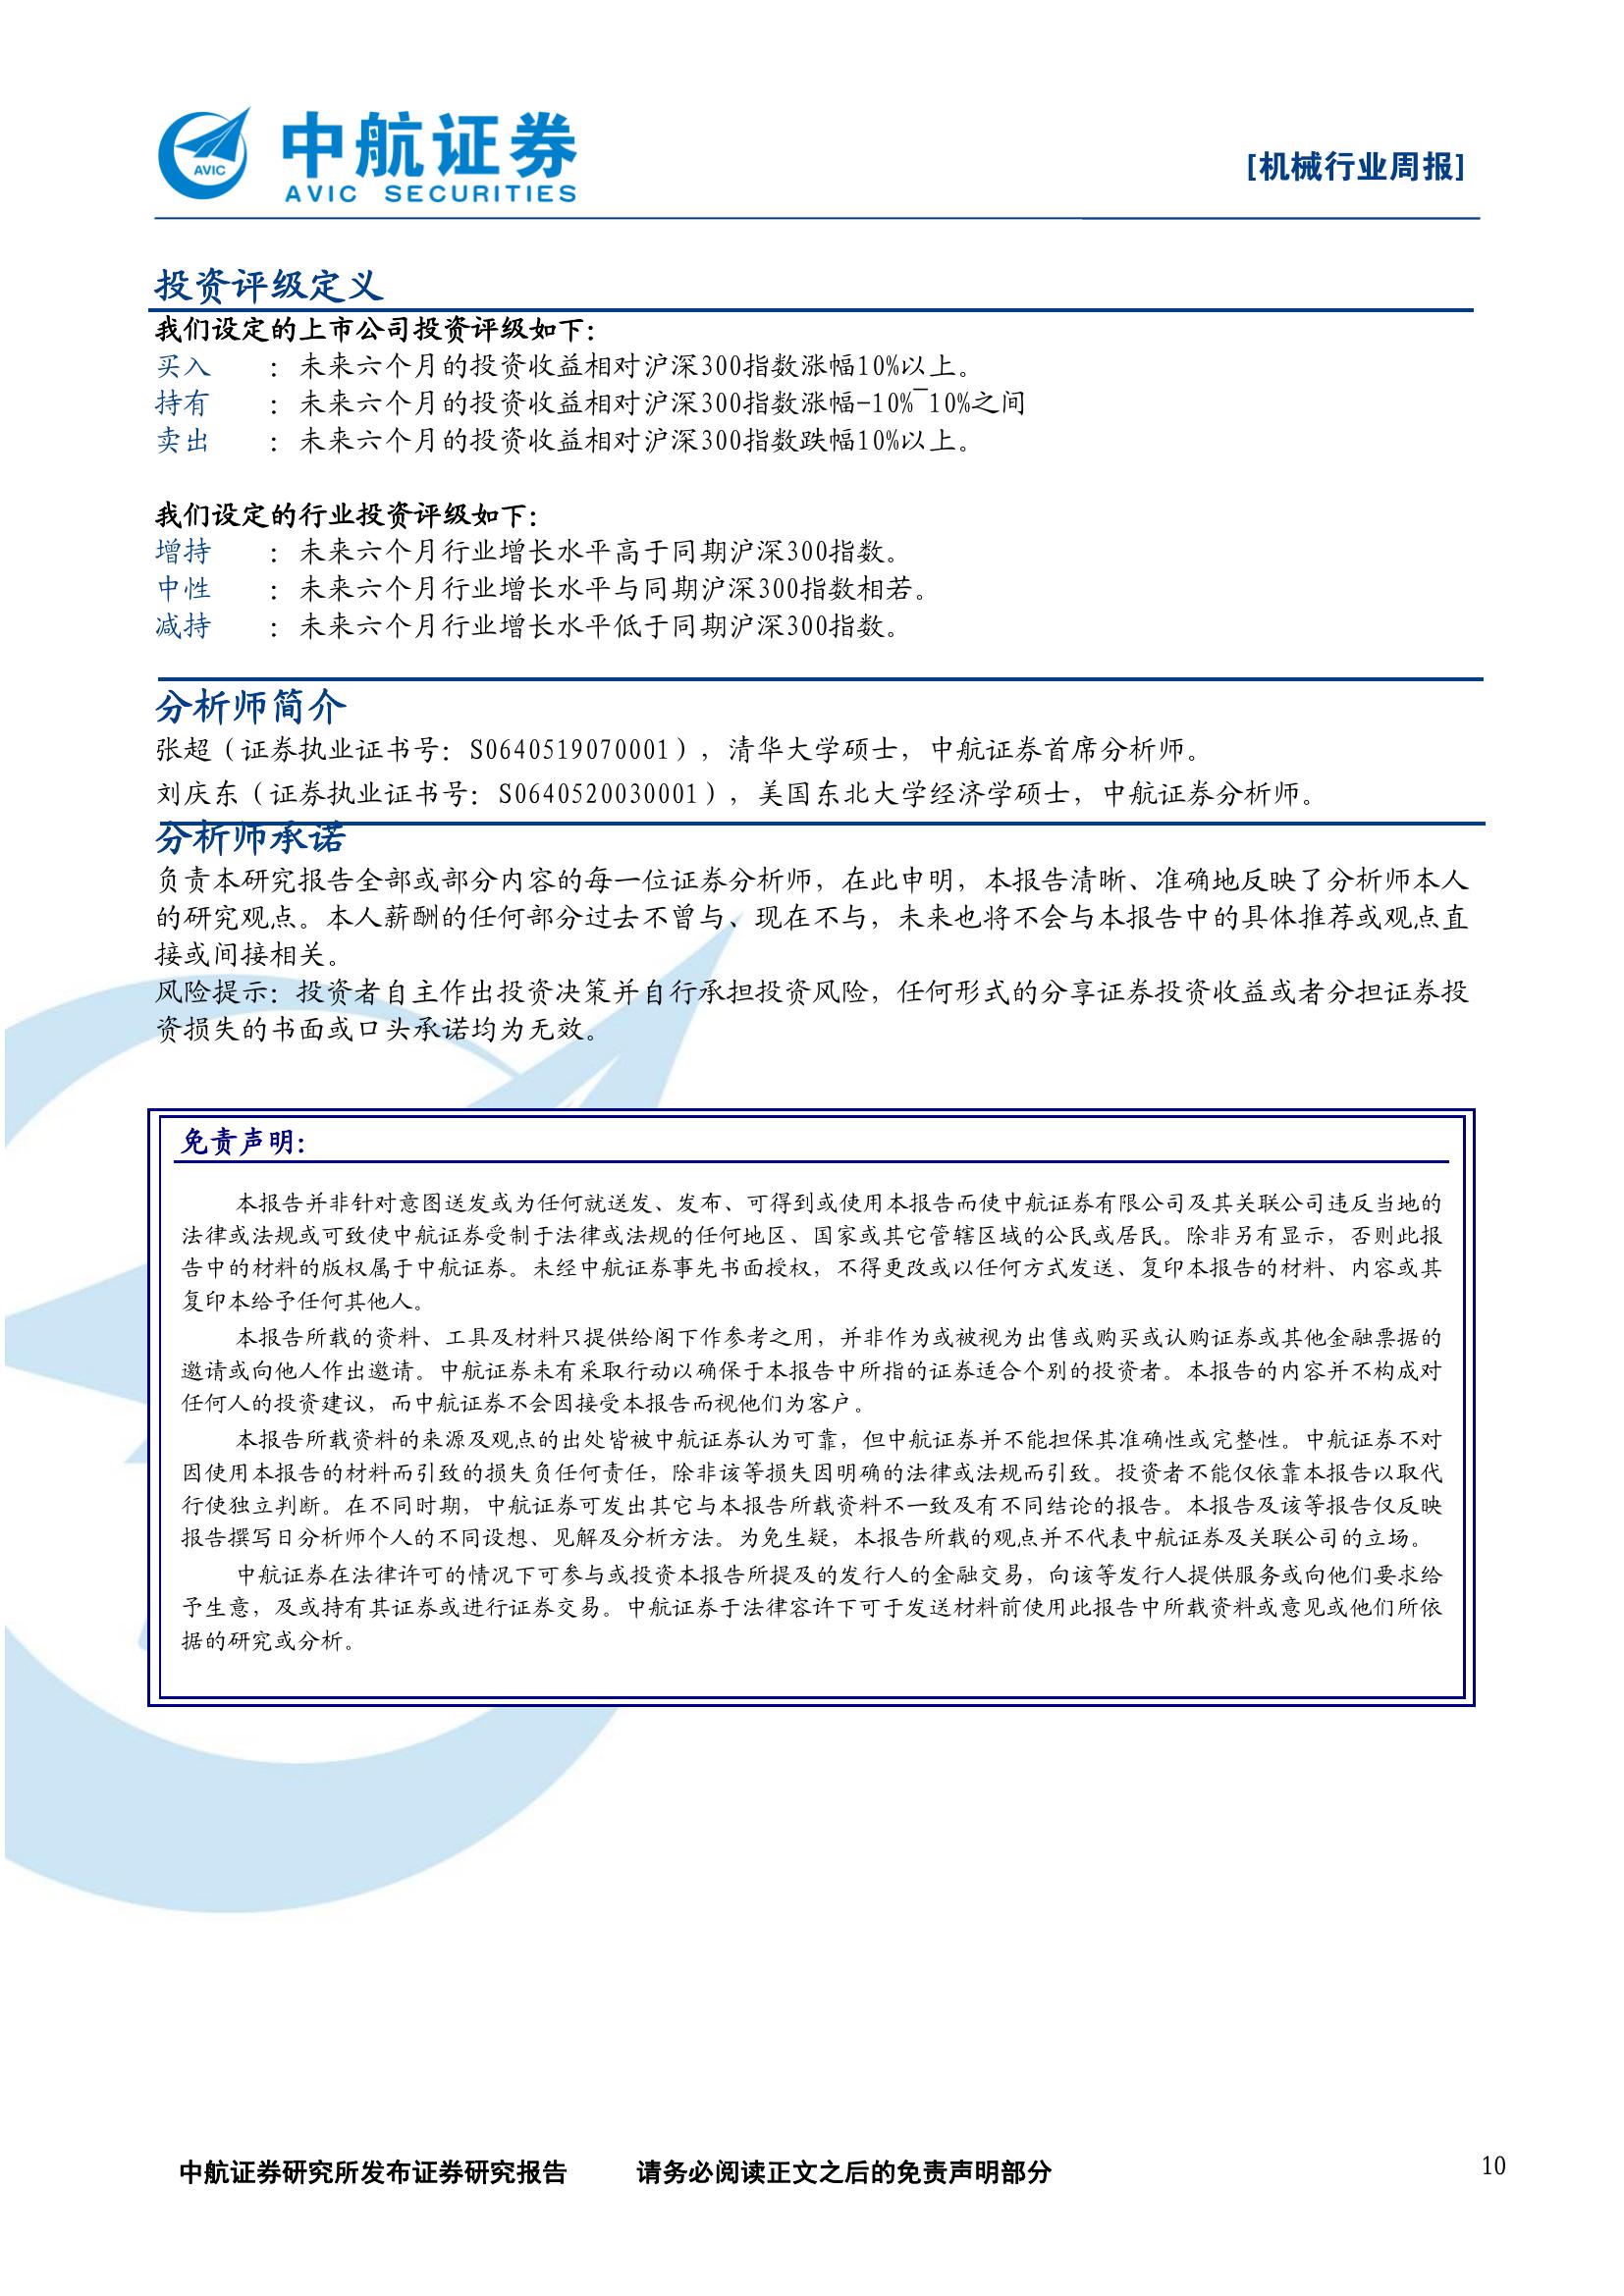 AVIC
中航证券
AVIC SECURITIES
[机械行业周报]
投资评级定义
我们设定的上市公司投资评级如下：
买入 ：未来六个月的投资收益相对沪深300指数涨幅10%以上。
持有 ：未来六个月的投资收益相对沪深300指数涨幅-10%~10%之间
卖出 ：未来六个月的投资收益相对沪深300指数跌幅10%以上。
我们设定的行业投资评级如下：
增持 ：未来六个月行业增长水平高于同期沪深300指数。
中性 ：未来六个月行业增长水平与同期沪深300指数相若。
减持 ：未来六个月行业增长水平低于同期沪深300指数。
分析师简介
张超（证券执业证书号：S0640519070001），清华大学硕士，中航证券首席分析师。
刘庆东（证券执业证书号：S0640520030001），美国东北大学经济学硕士，中航证券分析师。
分析师承诺
负责本研究报告全部或部分内容的每一位证券分析师，在此申明，本报告清晰、准确地反映了分析师本人
的研究观点。本人薪酬的任何部分过去不曾与、现在不与，未来也将不会与本报告中的具体推荐或观点直
接或间接相关。
风险提示：投资者自主作出投资决策并自行承担投资风险，任何形式的分享证券投资收益或者分担证券投
资损失的书面或口头承诺均为无效。
免责声明：
本报告并非针对意图送发或为任何就送发、发布、可得到或使用本报告而使中航证券有限公司及其关联公司违反当地的
法律或法规或可致使中航证券受制于法律或法规的任何地区、国家或其它管辖区域的公民或居民。除非另有显示，否则此报
告中的材料的版权属于中航证券。未经中航证券事先书面授权，不得更改或以任何方式发送、复印本报告的材料、内容或其
复印本给予任何其他人。
本报告所载的资料、工具及材料只提供给阁下作参考之用，并非作为或被视为出售或购买或认购证券或其他金融票据的
邀请或向他人作出邀请。中航证券未有采取行动以确保于本报告中所指的证券适合个别的投资者。本报告的内容并不构成对
任何人的投资建议，而中航证券不会因接受本报告而视他们为客户。
本报告所载资料的来源及观点的出处皆被中航证券认为可靠，但中航证券并不能担保其准确性或完整性。中航证券不对
因使用本报告的材料而引致的损失负任何责任，除非该等损失因明确的法律或法规而引致。投资者不能仅依靠本报告以取代
行使独立判断。在不同时期，中航证券可发出其它与本报告所载资料不一致及有不同结论的报告。本报告及该等报告仅反映
报告撰写日分析师个人的不同设想、见解及分析方法。为免生疑，本报告所载的观点并不代表中航证券及关联公司的立场。
中航证券在法律许可的情况下可参与或投资本报告所提及的发行人的金融交易，向该等发行人提供服务或向他们要求给
予生意，及或持有其证券或进行证券交易。中航证券于法律容许下可于发送材料前使用此报告中所载资料或意见或他们所依
据的研究或分析。
中航证券研究所发布证券研究报告 请务必阅读正文之后的免责声明部分
10